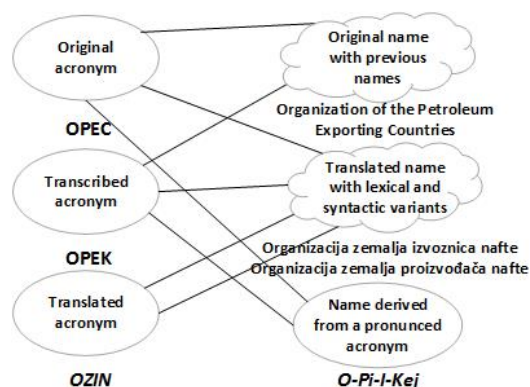 Original
acronym
OPEC
Transcribed
acronym
OPEK
Translated
acronym
OZIN
Original name
with previous
names
Organization of the Petroleum
Exporting Countries
Translated name
with lexical and
syntactic variants
Organizacija zemalja izvoznica nafte
Organizacija zemalja proizvođača nafte
Name derived
from a pronunced
acronym
O-Pi-I-Kej